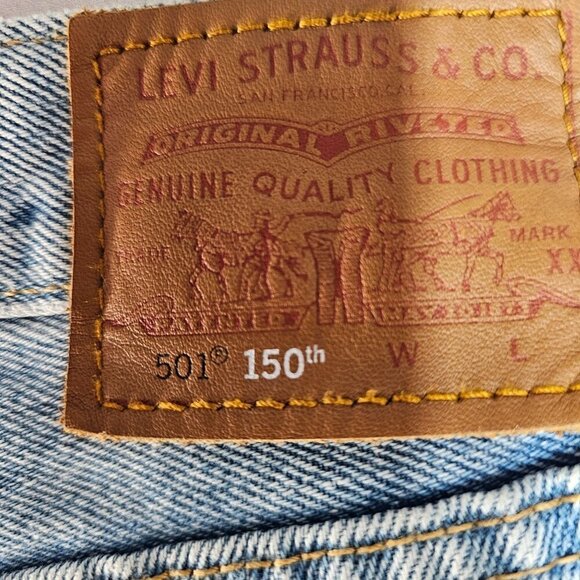 LEVI STRAUSS & CO.
SAN FRANCISCO CAL.
ORIGINAL RIVETED
GENUINE QUALITY CLOTHING
TRADE MARK
XX
501® 150th W L